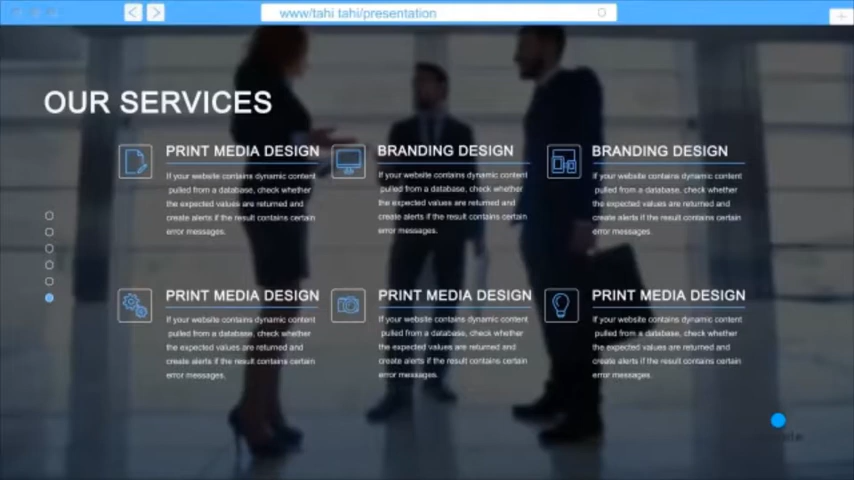 www/tahi tahi/presentation
OUR SERVICES
PRINT MEDIA DESIGN
If your website contains dynamic content
pulled from a database, check whether
the expected values are returned and
create alerts if the result contains certain
error messages.
BRANDING DESIGN
If your website contains dynamic content
pulled from a database, check whether
the expected values are returned and
create alerts if the result contains certain
error messages.
BRANDING DESIGN
If your website contains dynamic content
pulled from a database, check whether
the expected values are returned and
create alerts if the result contains certain
error messages.
PRINT MEDIA DESIGN
If your website contains dynamic content
pulled from a database, check whether
the expected values are returned and
create alerts if the result contains certain
error messages.
PRINT MEDIA DESIGN
If your website contains dynamic content
pulled from a database, check whether
the expected values are returned and
create alerts if the result contains certain
error messages.
PRINT MEDIA DESIGN
If your website contains dynamic content
pulled from a database, check whether
the expected values are returned and
create alerts if the result contains certain
error messages.